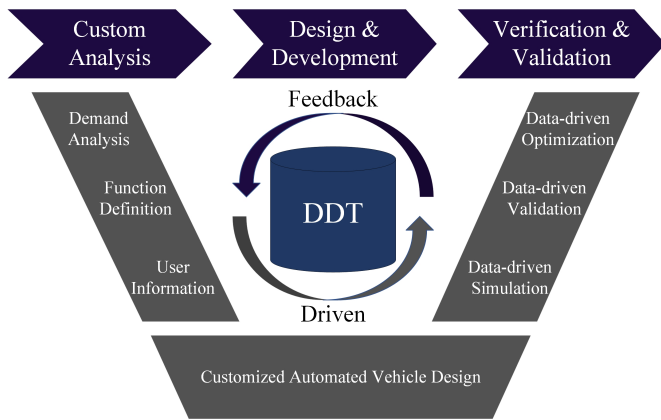 Custom
Analysis
Design &
Development
Verification &
Validation
Feedback
Demand
Analysis
Function
Definition
User
Information
DDT
Driven
Data-driven
Optimization
Data-driven
Validation
Data-driven
Simulation
Customized Automated Vehicle Design